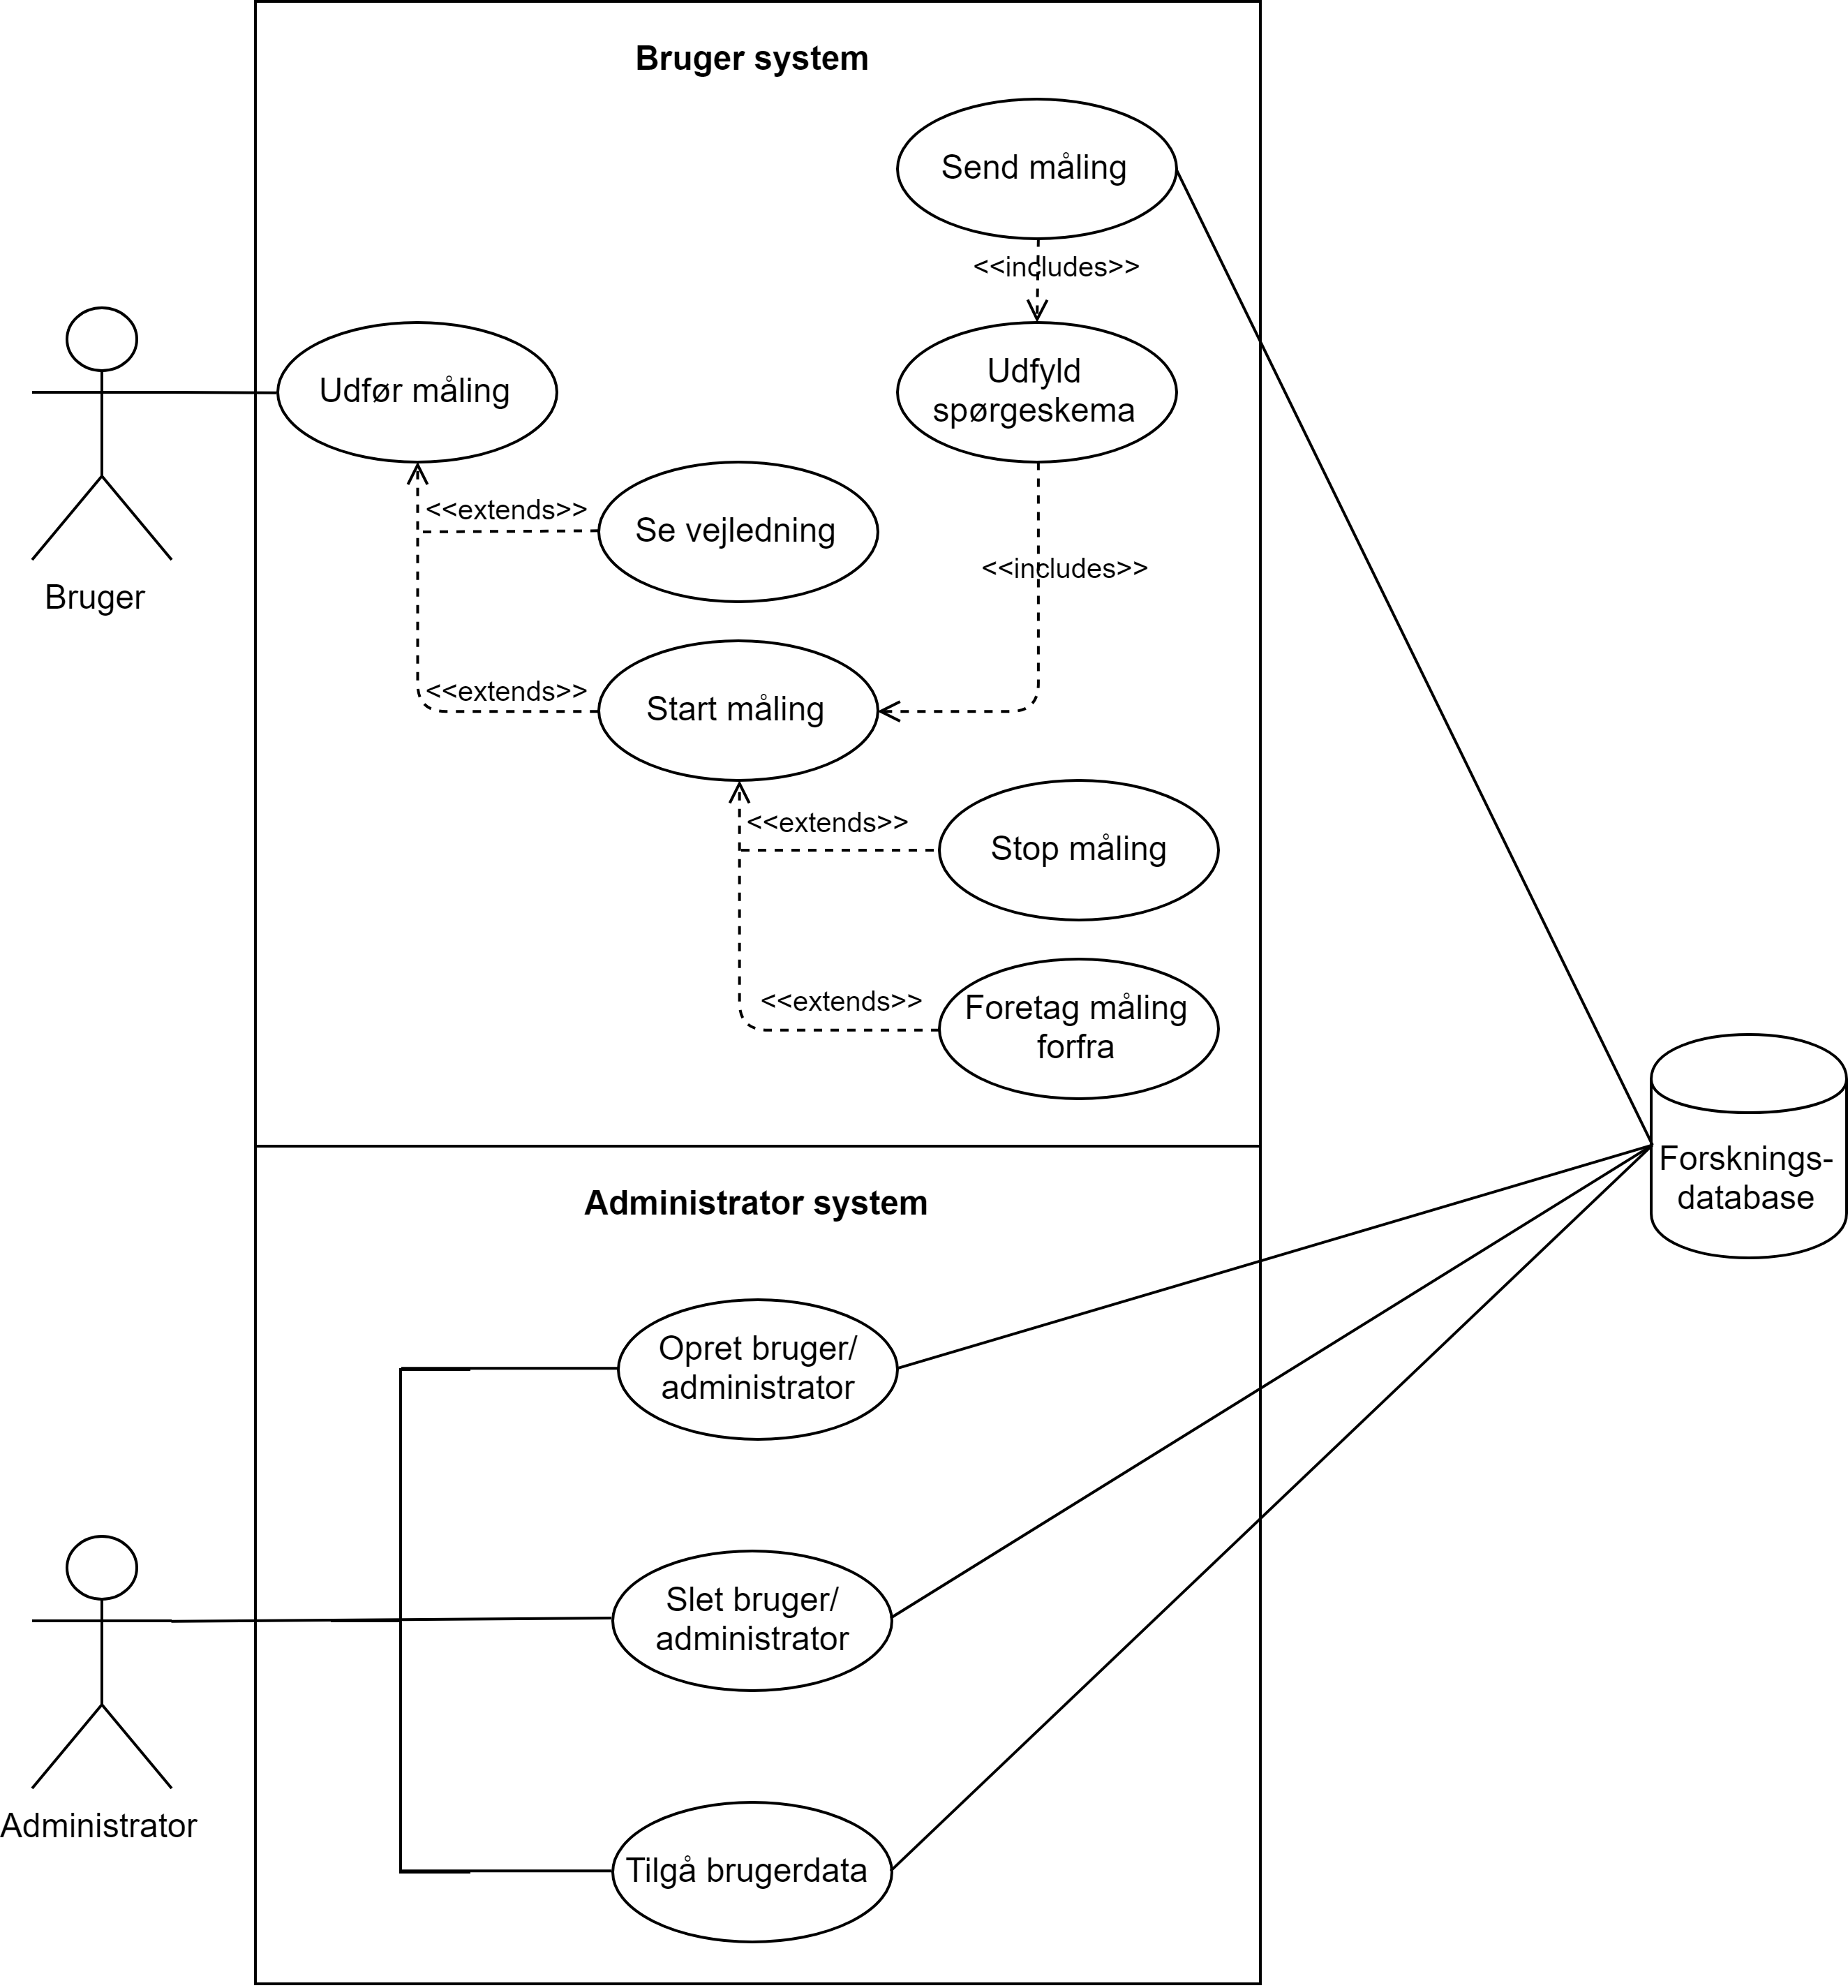 Bruger system
Send måling
<<includes>>
Udfør måling
Udfyld
spørgeskema
<<extends>>
Se vejledning
<<includes>>
Bruger
<<extends>>
Start måling
<<extends>>
Stop måling
<<extends>>
Foretag måling
forfra
Forsknings-
database
Administrator system
Opret bruger/
administrator
Slet bruger/
administrator
Administrator
Tilgå brugerdata